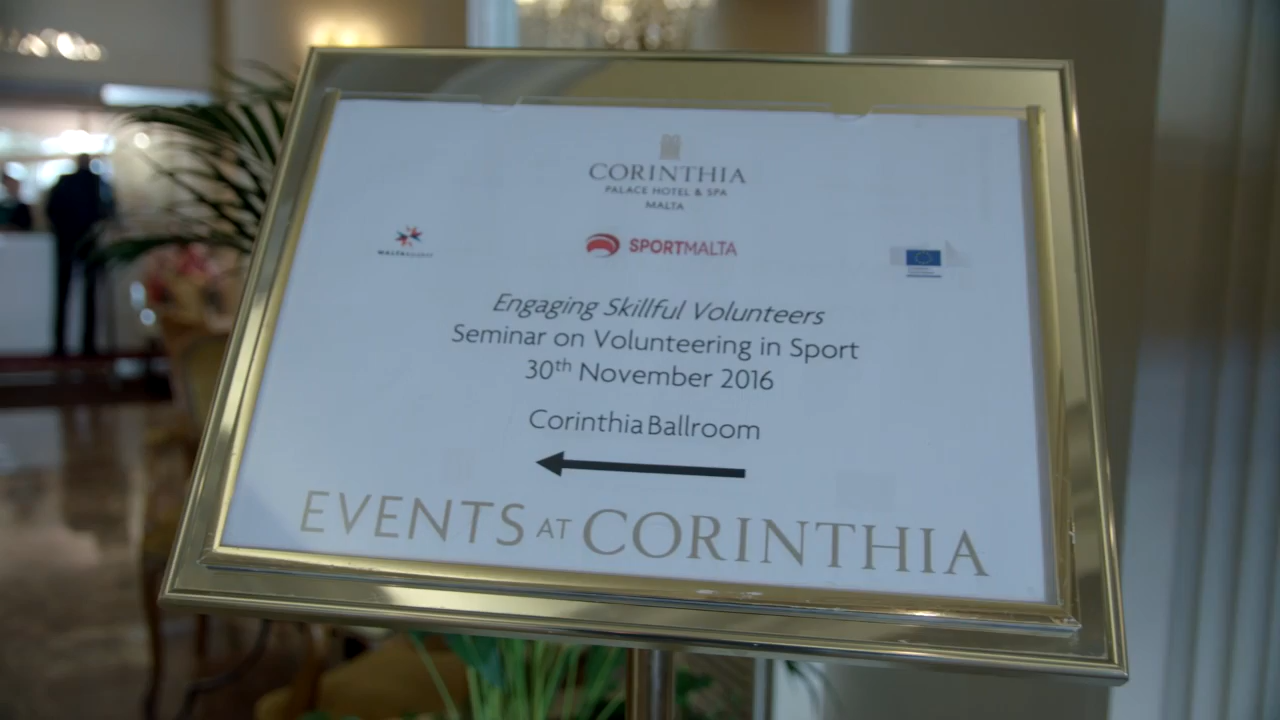 CORINTHIA
PALACE HOTEL & SPA
MALTA
SPORTMALTA
Engaging Skillful Volunteers
Seminar on Volunteering in Sport
30th November 2016
Corinthia Ballroom
EVENTS AT CORINTHIA